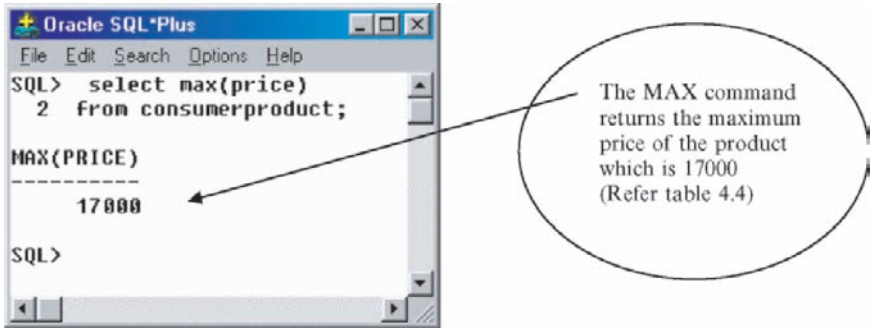 Oracle SQL*Plus
File Edit Search Options Help
SQL> select max(price)
2 from consumerproduct;
MAX(PRICE)
----------
17000
SQL>
The MAX command
returns the maximum
price of the product
which is 17000
(Refer table 4.4)